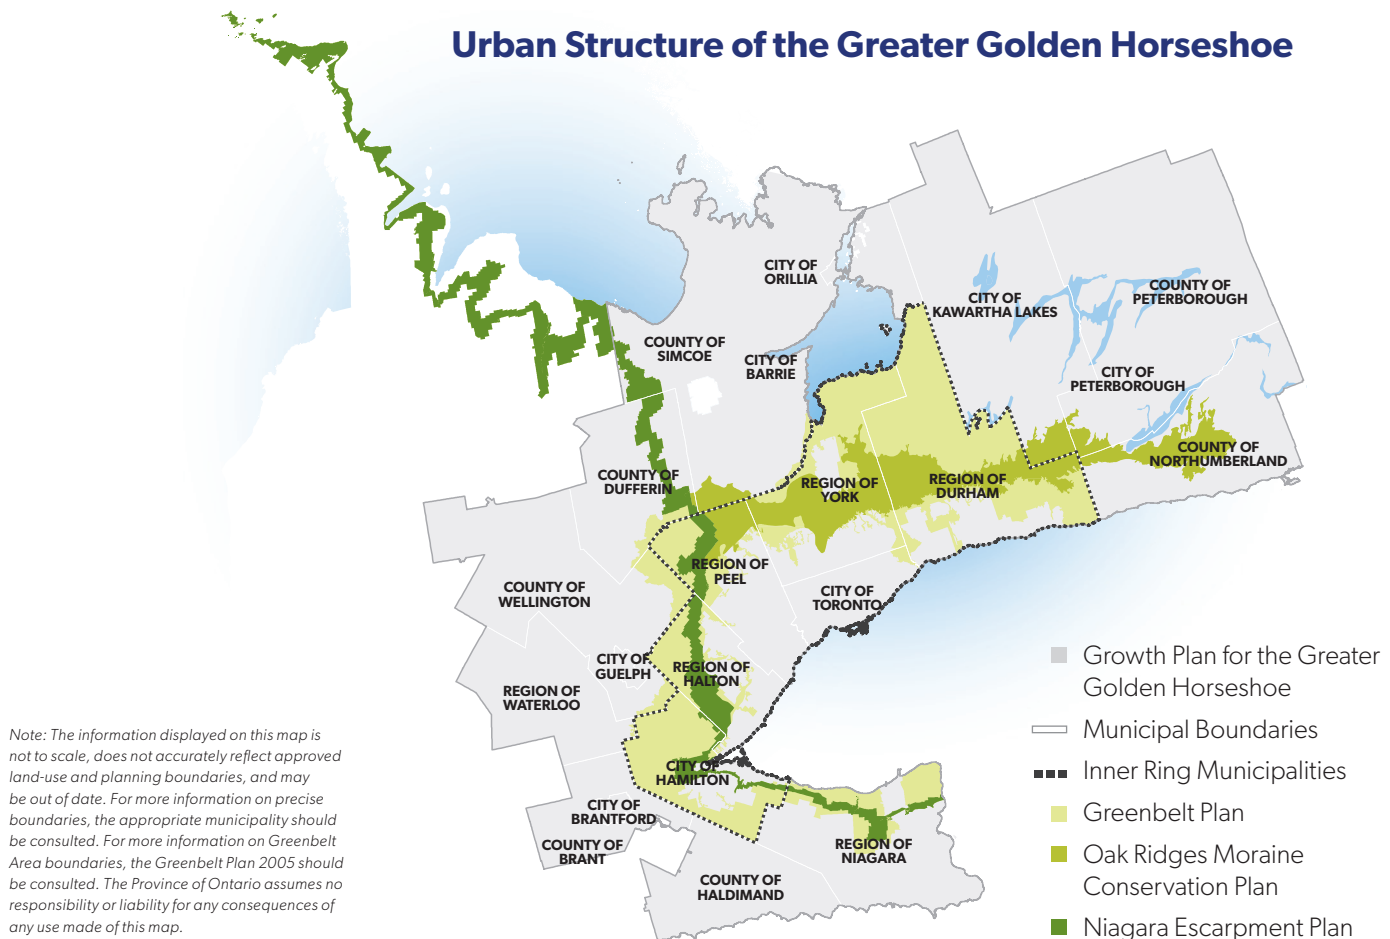 Urban Structure of the Greater Golden Horseshoe
CITY OF
ORILLIA
CITY OF
KAWARTHA LAKES
COUNTY OF
PETERBOROUGH
COUNTY OF
SIMCOE
CITY OF
BARRIE
CITY OF
PETERBOROUGH
COUNTY OF
NORTHUMBERLAND
COUNTY OF
DUFFERIN
REGION OF
YORK
REGION OF
DURHAM
REGION OF
PEEL
COUNTY OF
WELLINGTON
CITY OF
TORONTO
CITY OF
GUELPH
REGION OF
HALTON
REGION OF
WATERLOO
CITY OF
HAMILTON
CITY OF
BRANTFORD
COUNTY OF
BRANT
REGION OF
NIAGARA
COUNTY OF
HALDIMAND
Growth Plan for the Greater
Golden Horseshoe
Municipal Boundaries
Inner Ring Municipalities
Greenbelt Plan
Oak Ridges Moraine
Conservation Plan
Niagara Escarpment Plan
Note: The information displayed on this map is
not to scale, does not accurately reflect approved
land-use and planning boundaries, and may
be out of date. For more information on precise
boundaries, the appropriate municipality should
be consulted. For more information on Greenbelt
Area boundaries, the Greenbelt Plan 2005 should
be consulted. The Province of Ontario assumes no
responsibility or liability for any consequences of
any use made of this map.